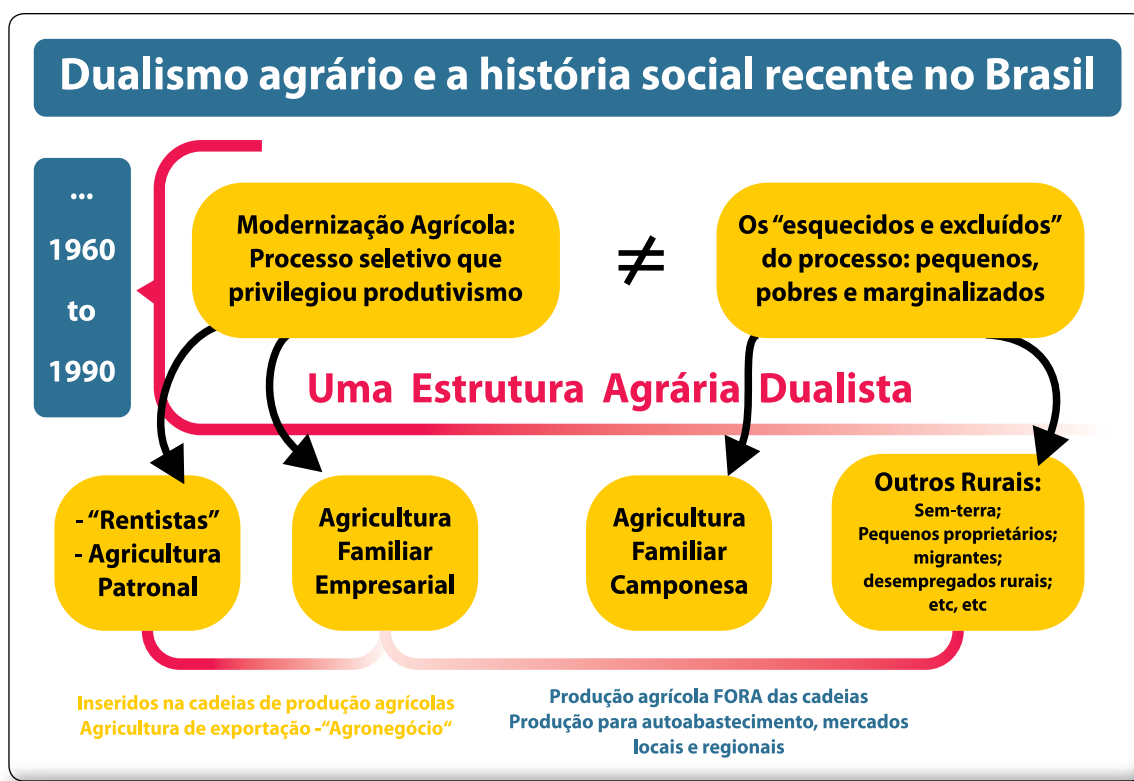 Dualismo agrário e a história social recente no Brasil
...
1960
to
1990
Modernização Agrícola:
Processo seletivo que
privilegiou produtivismo
≠
Os “esquecidos e excluídos”
do processo: pequenos,
pobres e marginalizados
Uma Estrutura Agrária Dualista
- “Rentistas”
- Agricultura
Patronal
Agricultura
Familiar
Empresarial
Agricultura
Familiar
Camponesa
Outros Rurais:
Sem-terra;
Pequenos proprietários;
migrantes;
desempregados rurais;
etc, etc
Inseridos na cadeias de produção agrícolas
Agricultura de exportação -“Agronegócio“
Produção agrícola FORA das cadeias
Produção para autoabastecimento, mercados
locais e regionais